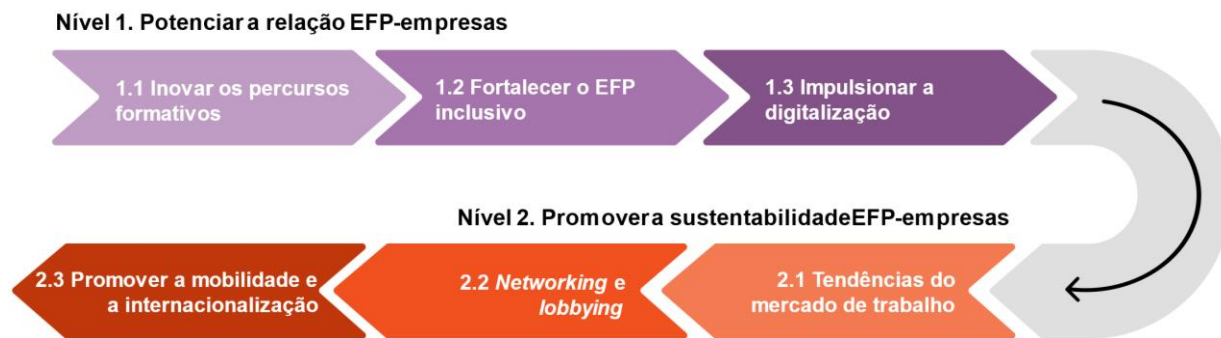 Nível 1. Potenciar a relação EFP-empresas
1.1 Inovar os percursos
formativos
1.2 Fortalecer o EFP
inclusivo
1.3 Impulsionar a
digitalização
Nível 2. Promover a sustentabilidade EFP-empresas
2.1 Tendências do
mercado de trabalho
2.2 Networking e
lobbying
2.3 Promover a mobilidade e
a internacionalização